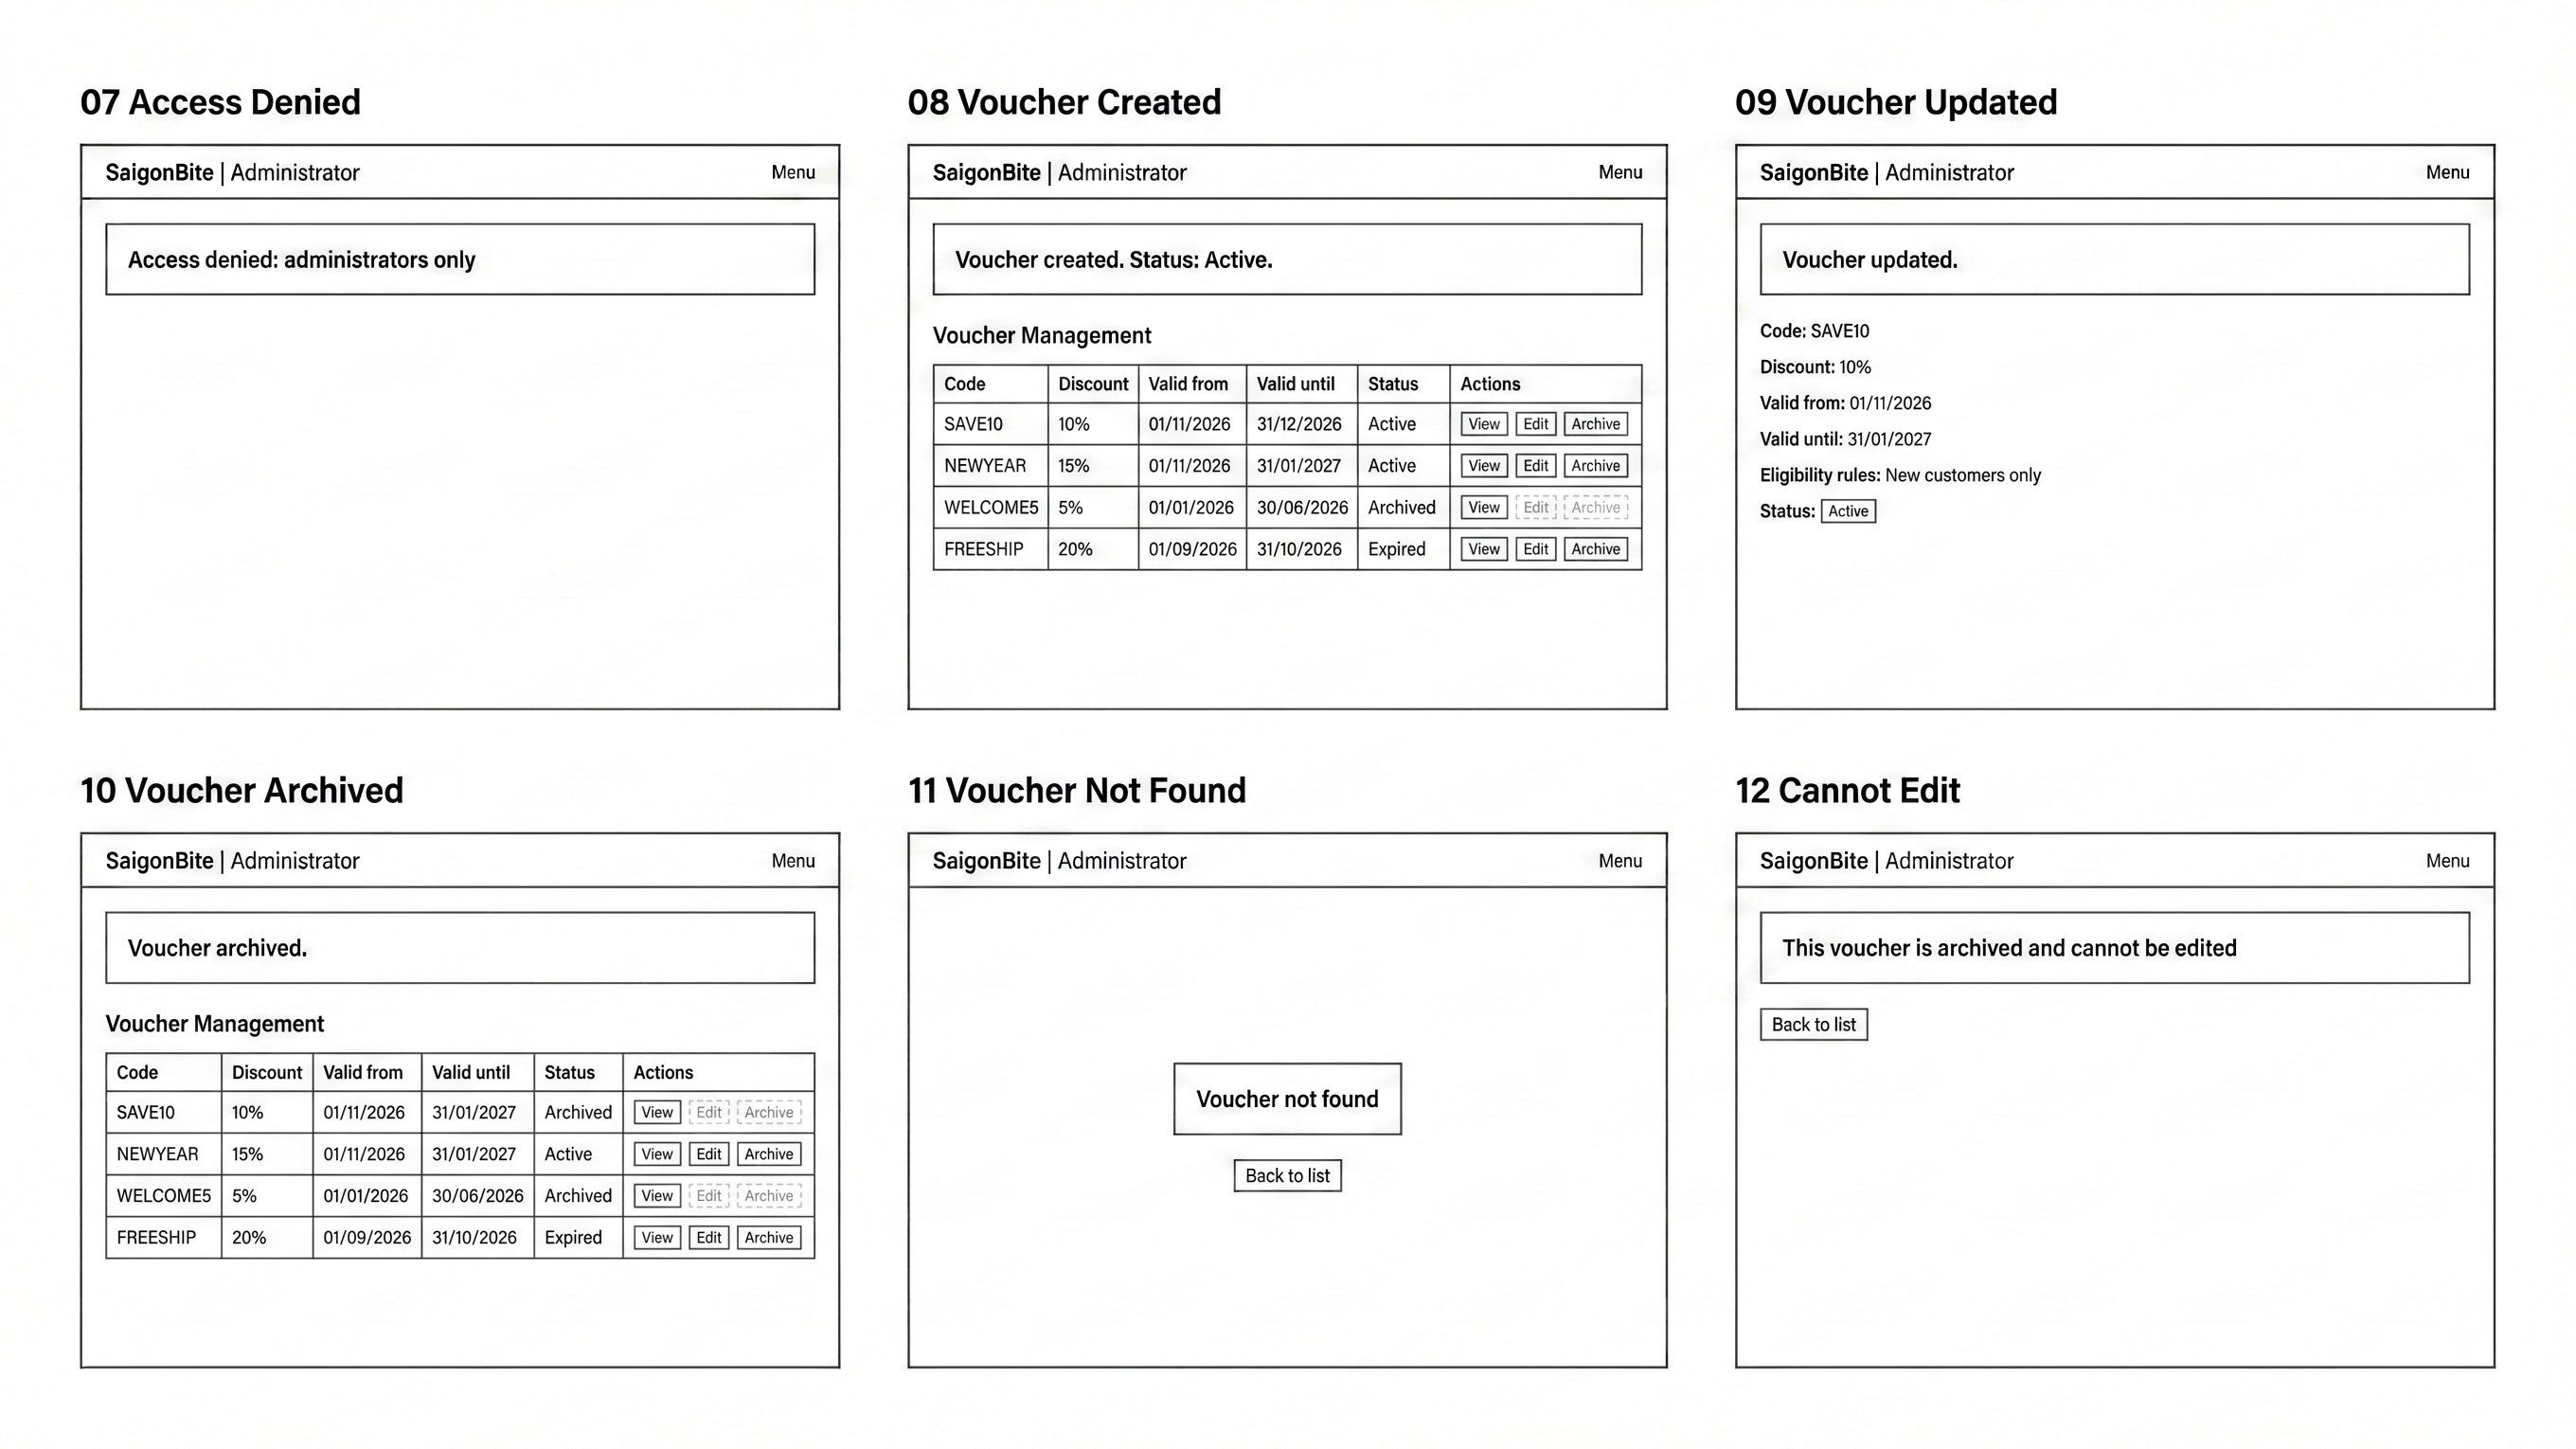 07 Access Denied
SaigonBite | Administrator Menu
Access denied: administrators only
08 Voucher Created
SaigonBite | Administrator Menu
Voucher created. Status: Active.
Voucher Management
Code Discount Valid from Valid until Status Actions
SAVE10 10% 01/11/2026 31/12/2026 Active View Edit Archive
NEWYEAR 15% 01/11/2026 31/01/2027 Active View Edit Archive
WELCOME5 5% 01/01/2026 30/06/2026 Archived View Edit Archive
FREESHIP 20% 01/09/2026 31/10/2026 Expired View Edit Archive
09 Voucher Updated
SaigonBite | Administrator Menu
Voucher updated.
Code: SAVE10
Discount: 10%
Valid from: 01/11/2026
Valid until: 31/01/2027
Eligibility rules: New customers only
Status: Active
10 Voucher Archived
SaigonBite | Administrator Menu
Voucher archived.
Voucher Management
Code Discount Valid from Valid until Status Actions
SAVE10 10% 01/11/2026 31/01/2027 Archived View Edit Archive
NEWYEAR 15% 01/11/2026 31/01/2027 Active View Edit Archive
WELCOME5 5% 01/01/2026 30/06/2026 Archived View Edit Archive
FREESHIP 20% 01/09/2026 31/10/2026 Expired View Edit Archive
11 Voucher Not Found
SaigonBite | Administrator Menu
Voucher not found
Back to list
12 Cannot Edit
SaigonBite | Administrator Menu
This voucher is archived and cannot be edited
Back to list